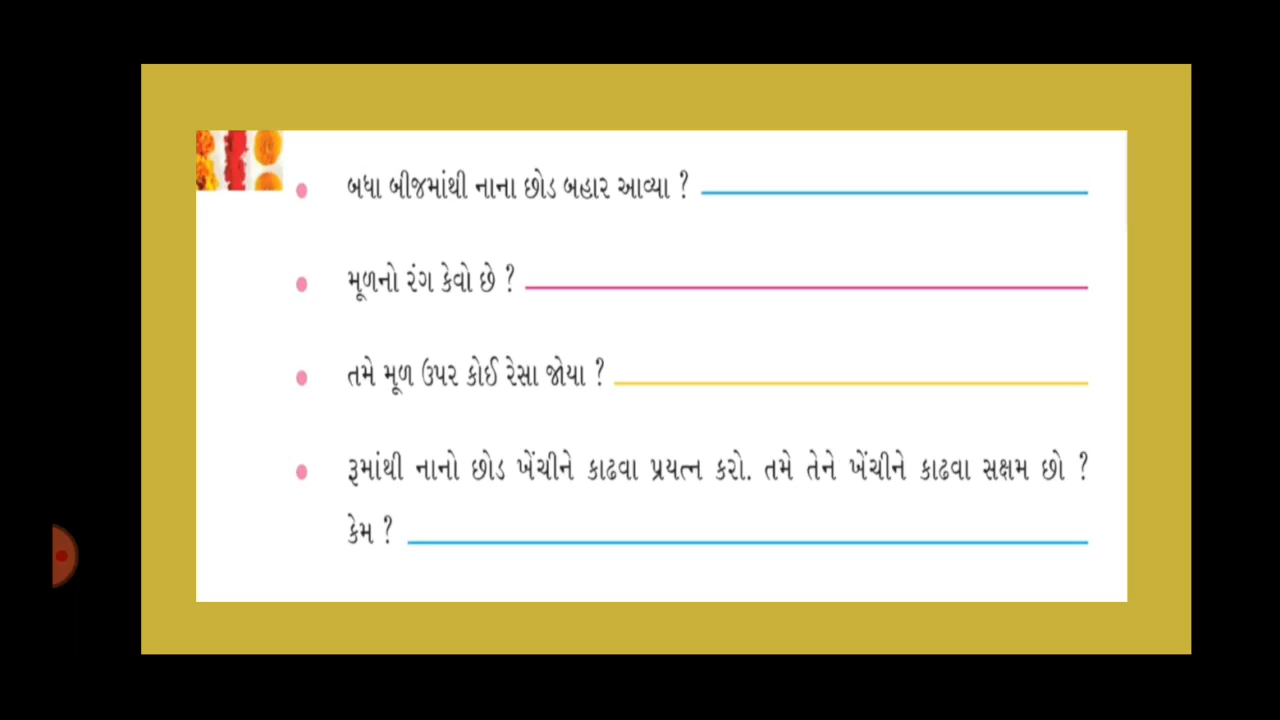 બધા બીજમાંથી નાના છોડ બહાર આવ્યા ?
મૂળનો રંગ કેવો છે ?
તમે મૂળ ઉપર કોઈ રેસા જોયા ?
રૂમાંથી નાનો છોડ ખેંચીને કાઢવા પ્રયત્ન કરો. તમે તેને ખેંચીને કાઢવા સક્ષમ છો ?
કેમ ?